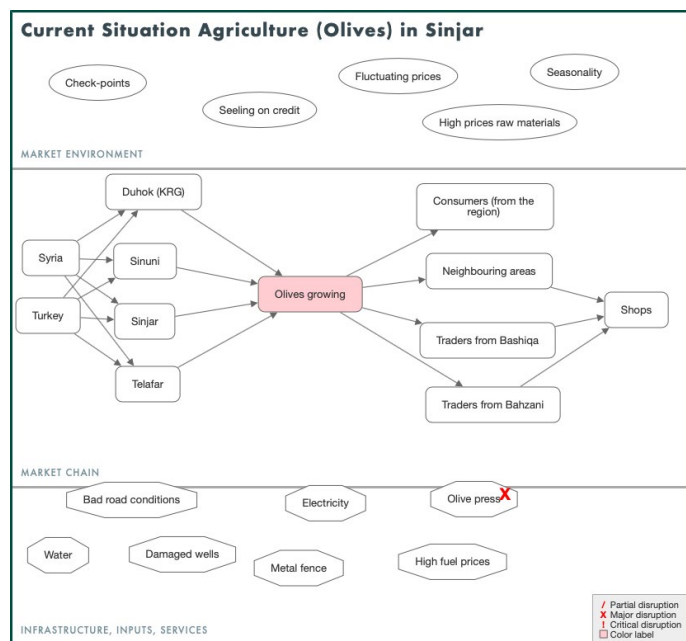 Current Situation Agriculture (Olives) in Sinjar
Check-points
Fluctuating prices
Seasonality
Seeling on credit
High prices raw materials
MARKET ENVIRONMENT
Duhok (KRG)
Consumers (from the
region)
Syria
Sinuni
Neighbouring areas
Olives growing
Turkey
Sinjar
Shops
Traders from Bashiqa
Telafar
Traders from Bahzani
MARKET CHAIN
Bad road conditions
Electricity
Olive press
X
Water
Damaged wells
Metal fence
High fuel prices
/ Partial disruption
X Major disruption
! Critical disruption
Color label
INFRASTRUCTURE, INPUTS, SERVICES